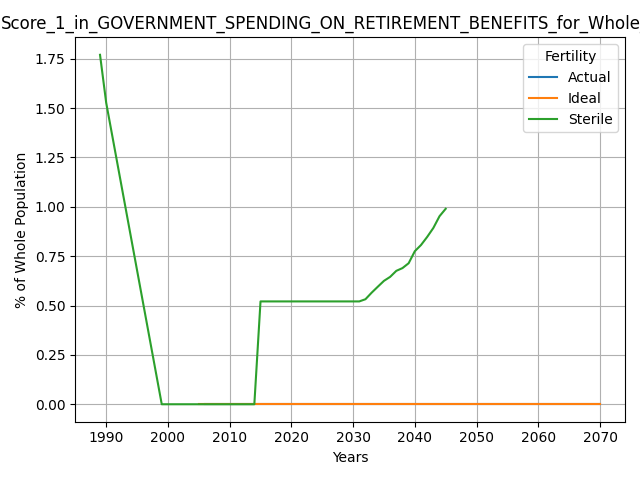 Score_1_in_GOVERNMENT_SPENDING_ON_RETIREMENT_BENEFITS_for_Whole
Fertility
Actual
Ideal
Sterile
% of Whole Population
1.75
1.50
1.25
1.00
0.75
0.50
0.25
0.00
1990 2000 2010 2020 2030 2040 2050 2060 2070
Years